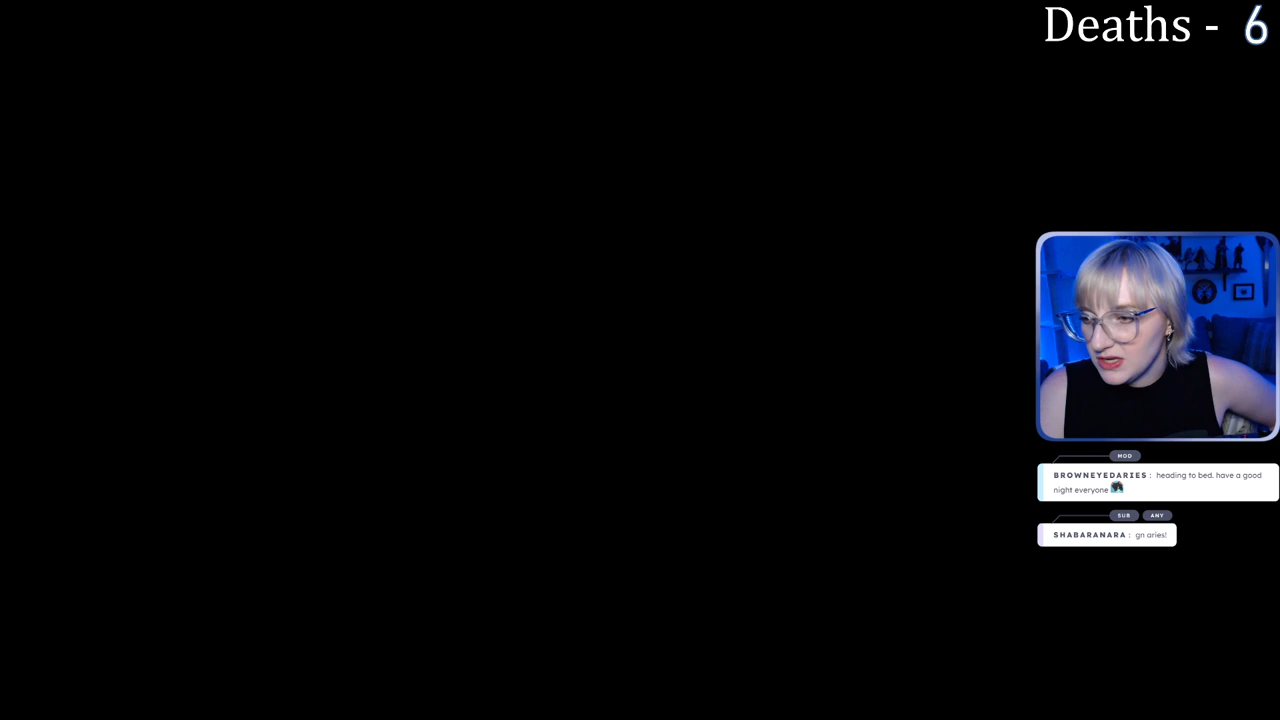 Deaths - 6
MOD
BROWNEYEDARIES : heading to bed. have a good
night everyone
SUB ANY
SHABARANARA : gn aries!